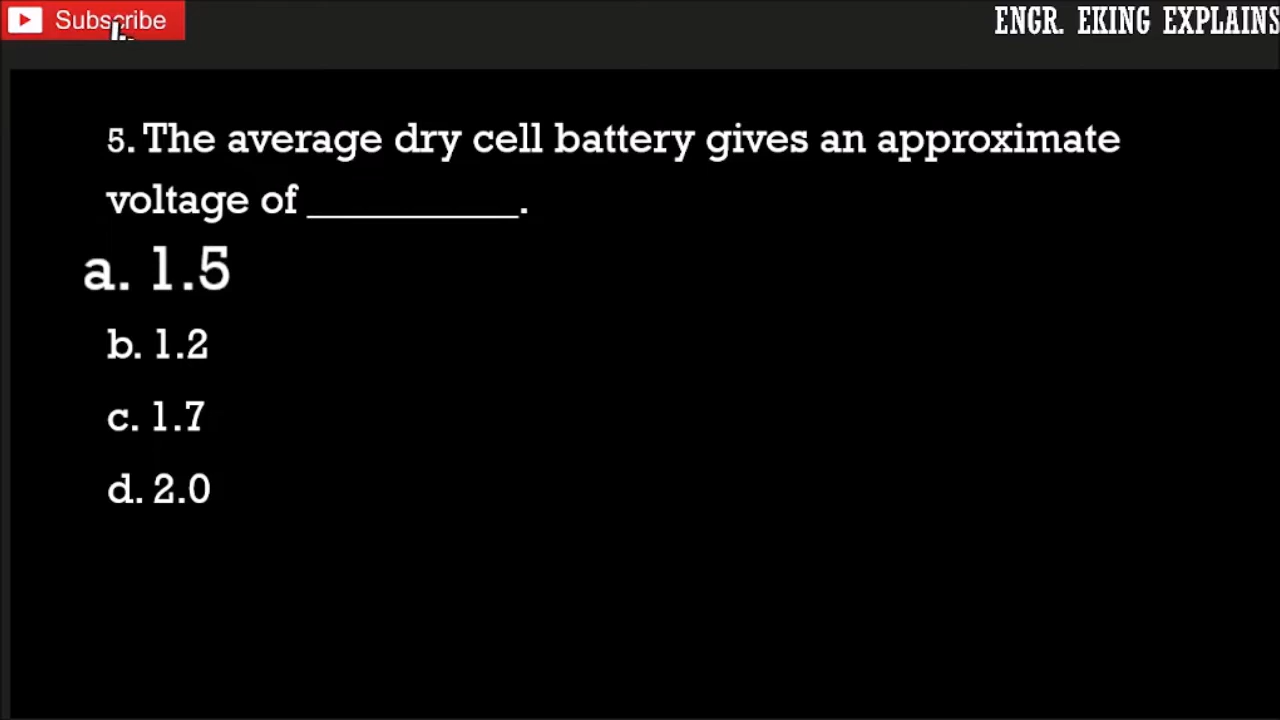 Subscribe
ENGR. EKING EXPLAINS
5. The average dry cell battery gives an approximate
voltage of __________.
a. 1.5
b. 1.2
c. 1.7
d. 2.0